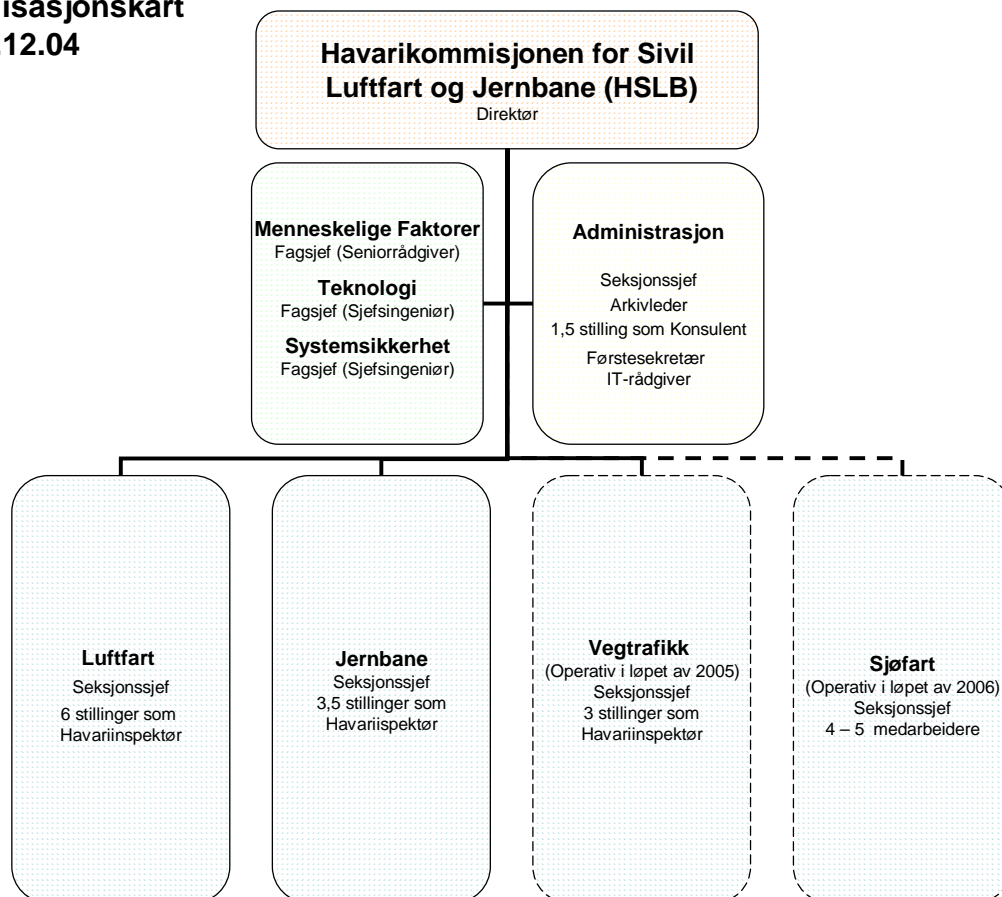 isasjonskart
.12.04
Havarikommisjonen for Sivil
Luftfart og Jernbane (HSLB)
Direktør
Menneskelige Faktorer
Fagsjef (Seniorrådgiver)
Teknologi
Fagsjef (Sjefsingeniør)
Systemsikkerhet
Fagsjef (Sjefsingeniør)
Administrasjon
Seksjonssjef
Arkivleder
1,5 stilling som Konsulent
Førstesekretær
IT-rådgiver
Luftfart
Seksjonssjef
6 stillinger som
Havariinspektør
Jernbane
Seksjonssjef
3,5 stillinger som
Havariispektør
Vegtrafikk
(Operativ i løpet av 2005)
Seksjonssjef
3 stillinger som
Havariinspektør
Sjøfart
(Operativ i løpet av 2006)
Seksjonssjef
4 – 5 medarbeidere